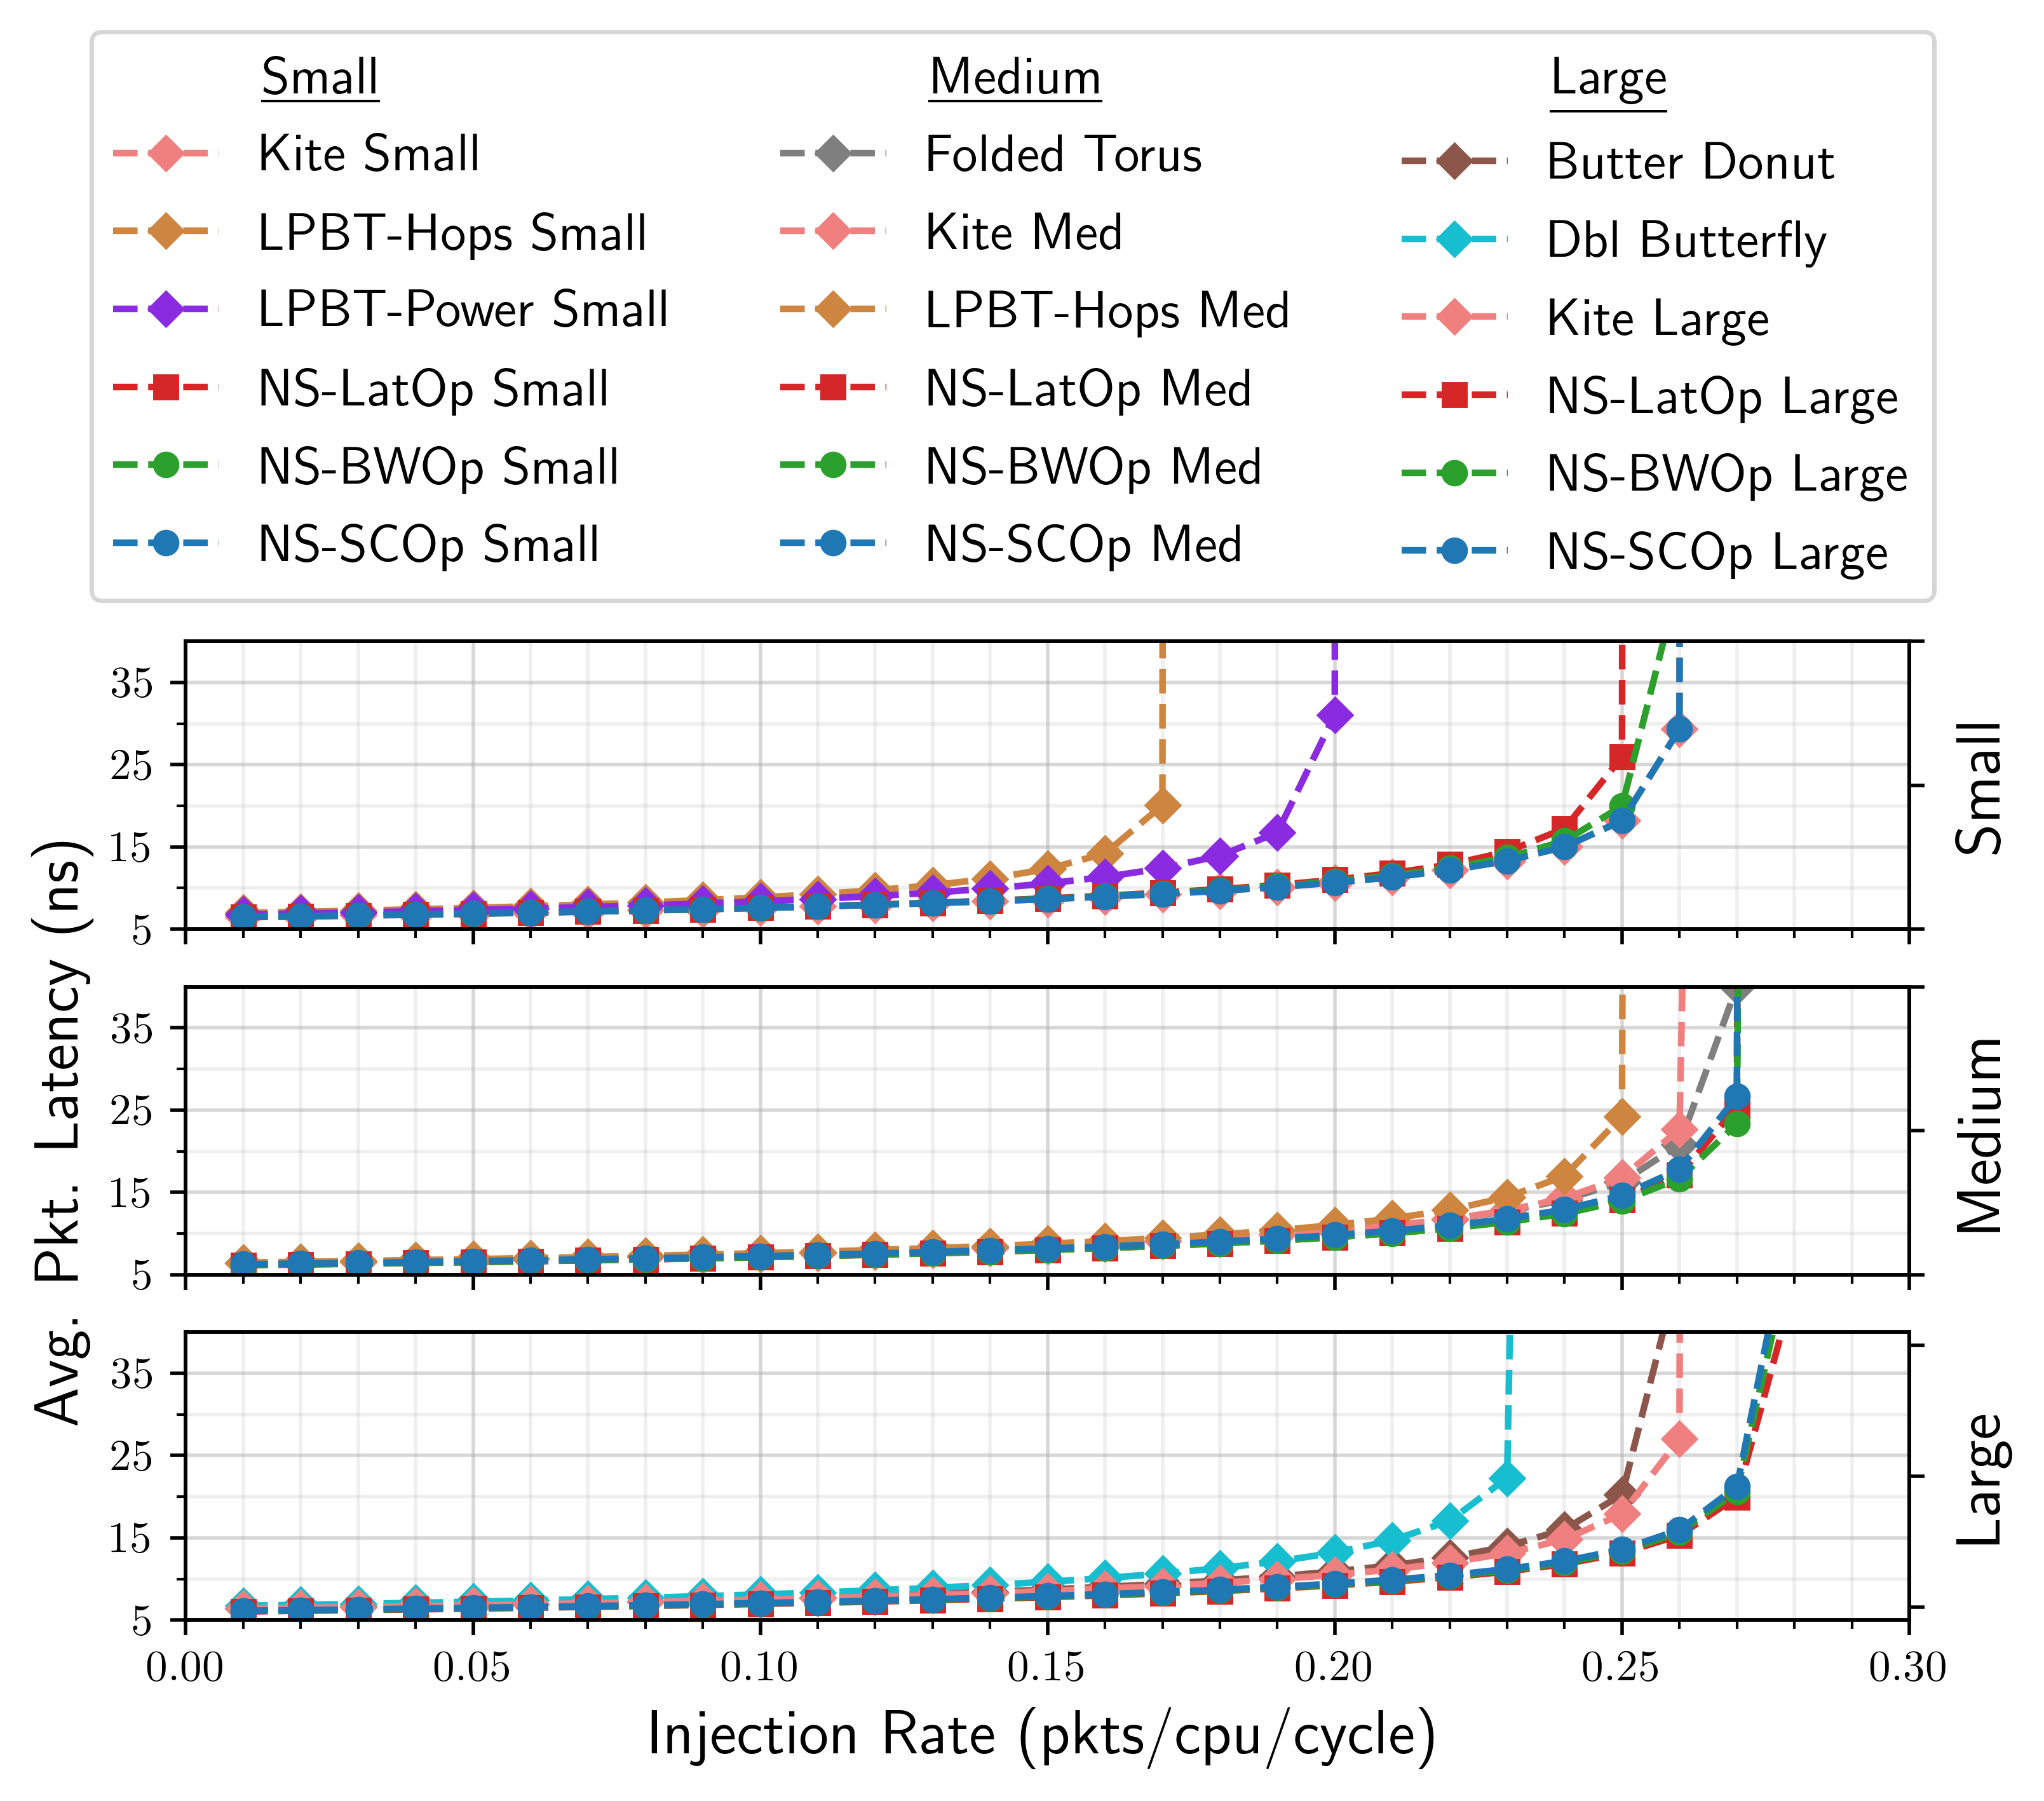 Small
Kite Small
LPBT-Hops Small
LPBT-Power Small
NS-LatOp Small
NS-BWOp Small
NS-SCOp Small
Medium
Folded Torus
Kite Med
LPBT-Hops Med
NS-LatOp Med
NS-BWOp Med
NS-SCOp Med
Large
Butter Donut
Dbl Butterfly
Kite Large
NS-LatOp Large
NS-BWOp Large
NS-SCOp Large
Avg. Pkt. Latency (ns)
35
25
15
5
Small
35
25
15
5
Medium
35
25
15
5
Large
0.00 0.05 0.10 0.15 0.20 0.25 0.30
Injection Rate (pkts/cpu/cycle)